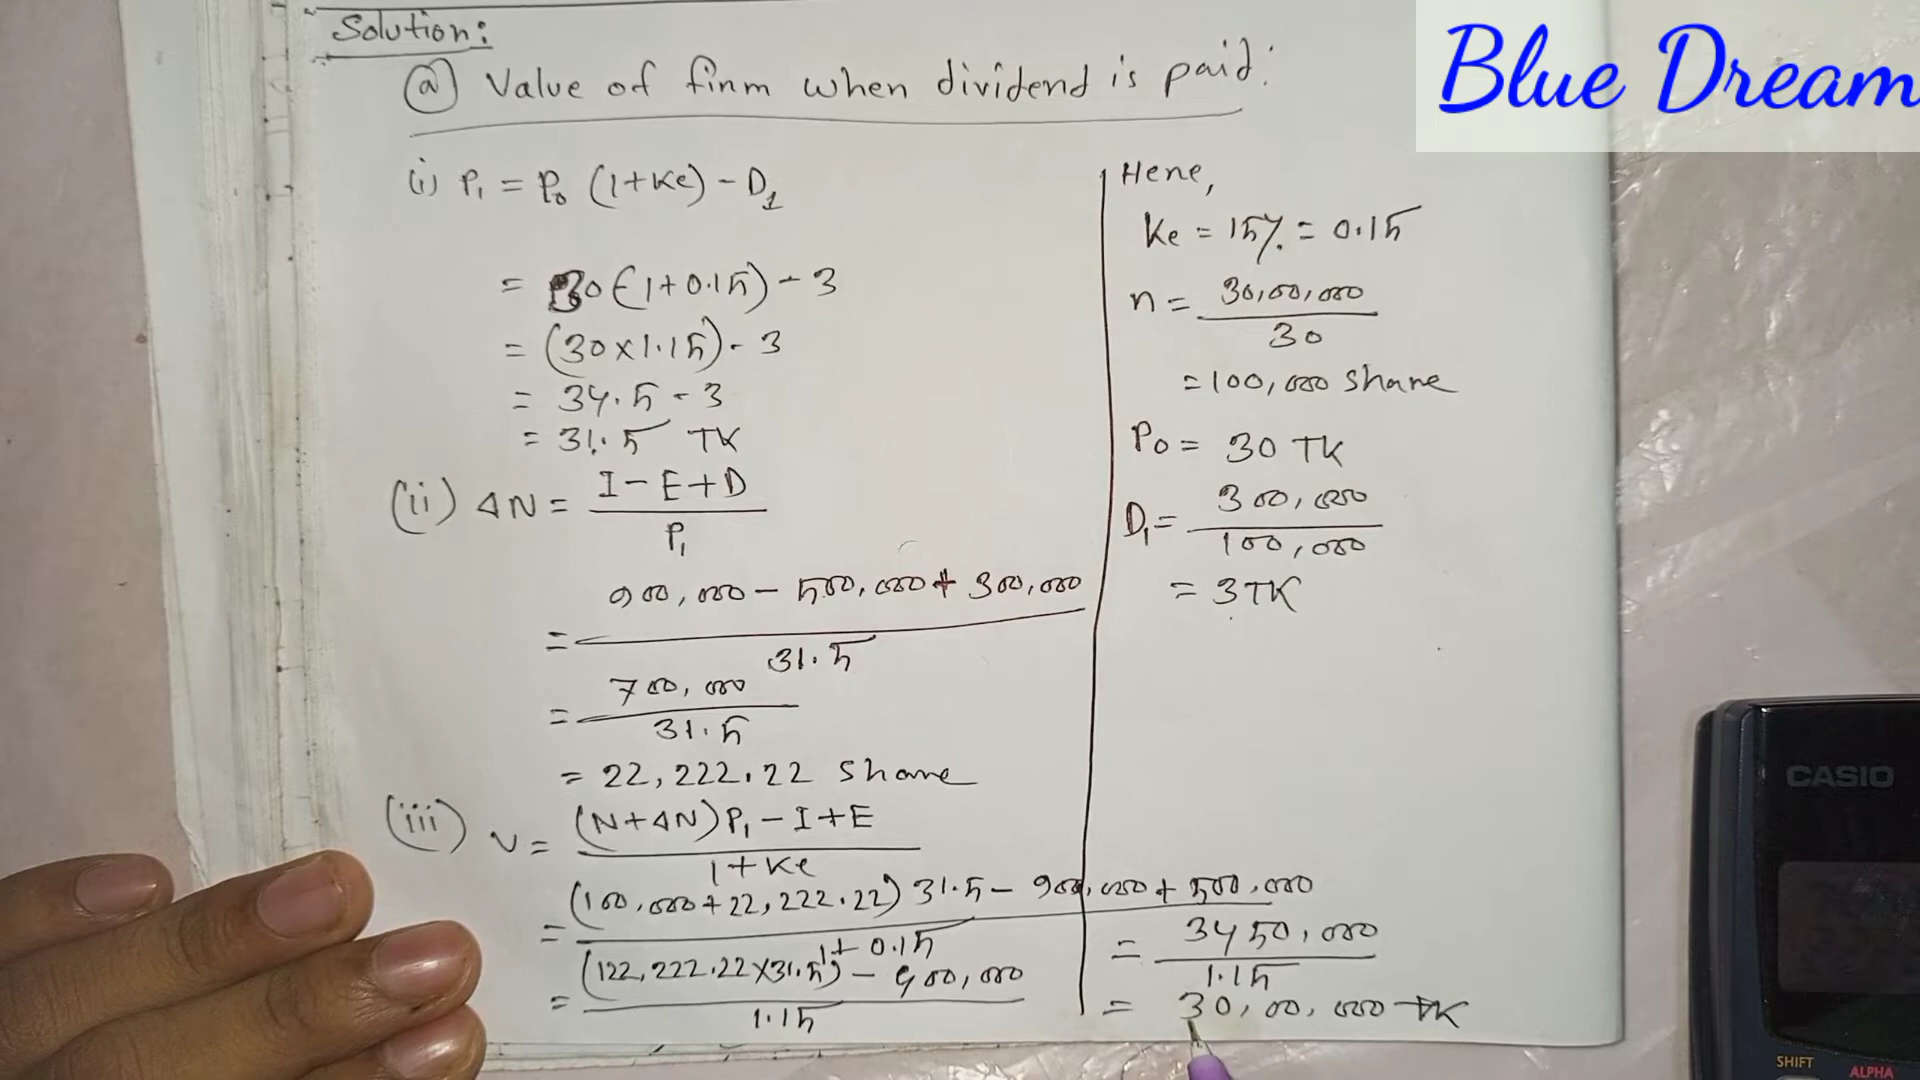 Solution:
Blue Dream
(a) Value of firm when dividend is paid:
(i) P₁ = P₀ (1+Ke) - D₁
= 30 (1+0.15) - 3
= (30×1.15) - 3
= 34.5 - 3
= 31.5 TK
(ii) ΔN = (I - E + D) / P₁
= (900,000 - 500,000 + 300,000) / 31.5
= 700,000 / 31.5
= 22,222.22 Share
(iii) V = ((N+ΔN)P₁ - I + E) / (1+Ke)
= ((100,000 + 22,222.22) 31.5 - 900,000 + 500,000) / (1+0.15)
= ((122,222.22×31.5) - 400,000) / 1.15
Here,
Ke = 15% = 0.15
n = 30,00,000 / 30
= 100,000 Share
P₀ = 30 TK
D₁ = 300,000 / 100,000
= 3 TK
= 3450,000 / 1.15
= 30,00,000 TK
CASIO
SHIFT
ALPHA